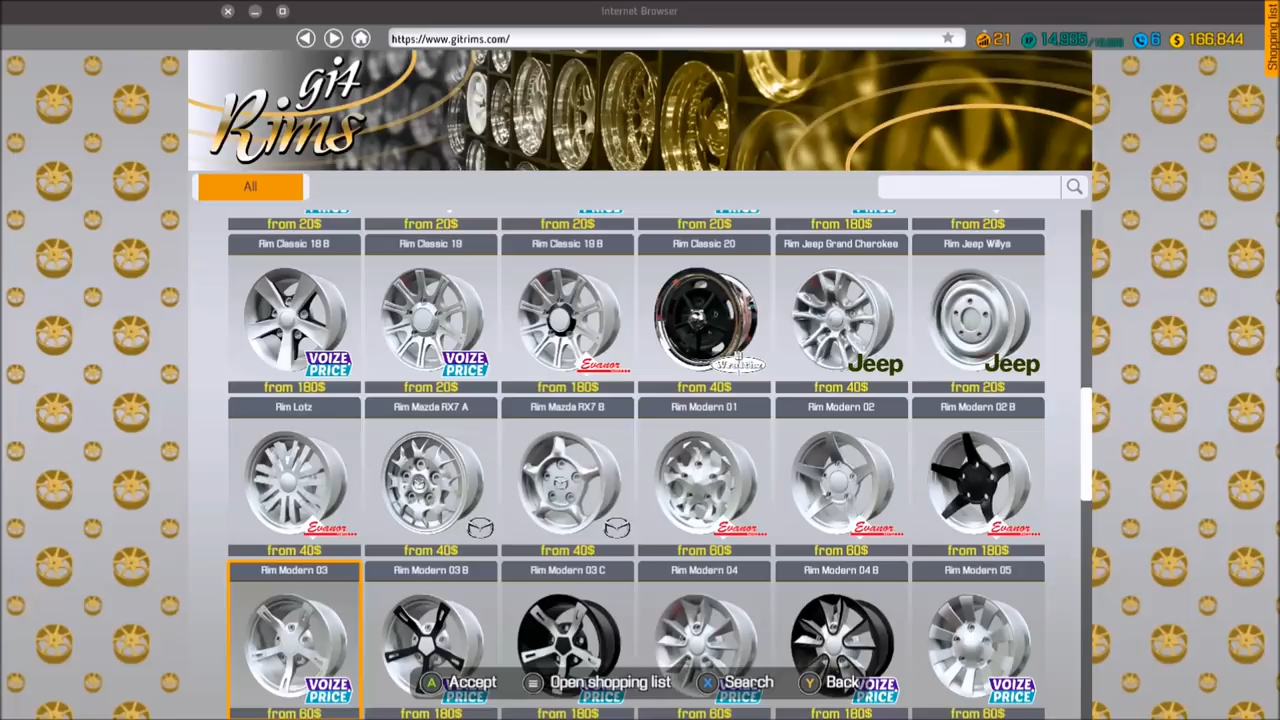 Internet Browser
https://www.gitrims.com/
21
14,935
6
166,844
Shopping list
git
Rims
All
from 20$ from 20$ from 20$ from 20$ from 180$ from 20$
Rim Classic 18 B Rim Classic 19 Rim Classic 19 B Rim Classic 20 Rim Jeep Grand Cherokee Rim Jeep Willys
VOIZE PRICE VOIZE PRICE Evanor Jeep Jeep
from 180$ from 20$ from 180$ from 40$ from 40$ from 20$
Rim Lotz Rim Mazda RX7 A Rim Mazda RX7 B Rim Modern 01 Rim Modern 02 Rim Modern 02 B
Evanor Evanor Evanor Evanor
from 40$ from 40$ from 40$ from 60$ from 60$ from 180$
Rim Modern 03 Rim Modern 03 B Rim Modern 03 C Rim Modern 04 Rim Modern 04 B Rim Modern 05
VOIZE PRICE PRICE PRICE PRICE VOIZE PRICE VOIZE PRICE
A Accept Open shopping list X Search Y Back
from 60$ from 180$ from 180$ from 60$ from 180$ from 60$